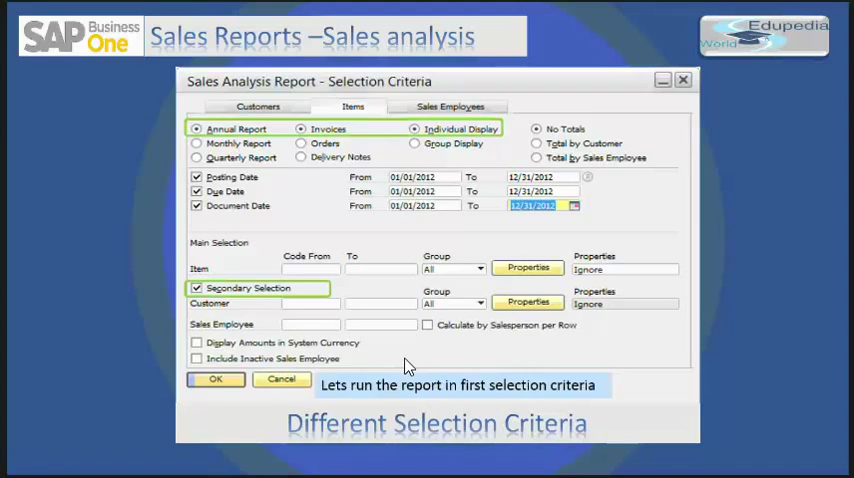 SAP Business One
Sales Reports –Sales analysis
Edupedia World
Sales Analysis Report - Selection Criteria
Customers Items Sales Employees
Annual Report Invoices Individual Display No Totals
Monthly Report Orders Group Display Total by Customer
Quarterly Report Delivery Notes Total by Sales Employee
Posting Date From 01/01/2012 To 12/31/2012
Due Date From 01/01/2012 To 12/31/2012
Document Date From 01/01/2012 To 12/31/2012
Main Selection
Code From To Group Properties
Item All Properties Ignore
Secondary Selection
Group Properties
Customer All Properties Ignore
Sales Employee Calculate by Salesperson per Row
Display Amounts in System Currency
Include Inactive Sales Employee
OK Cancel
Lets run the report in first selection criteria
Different Selection Criteria